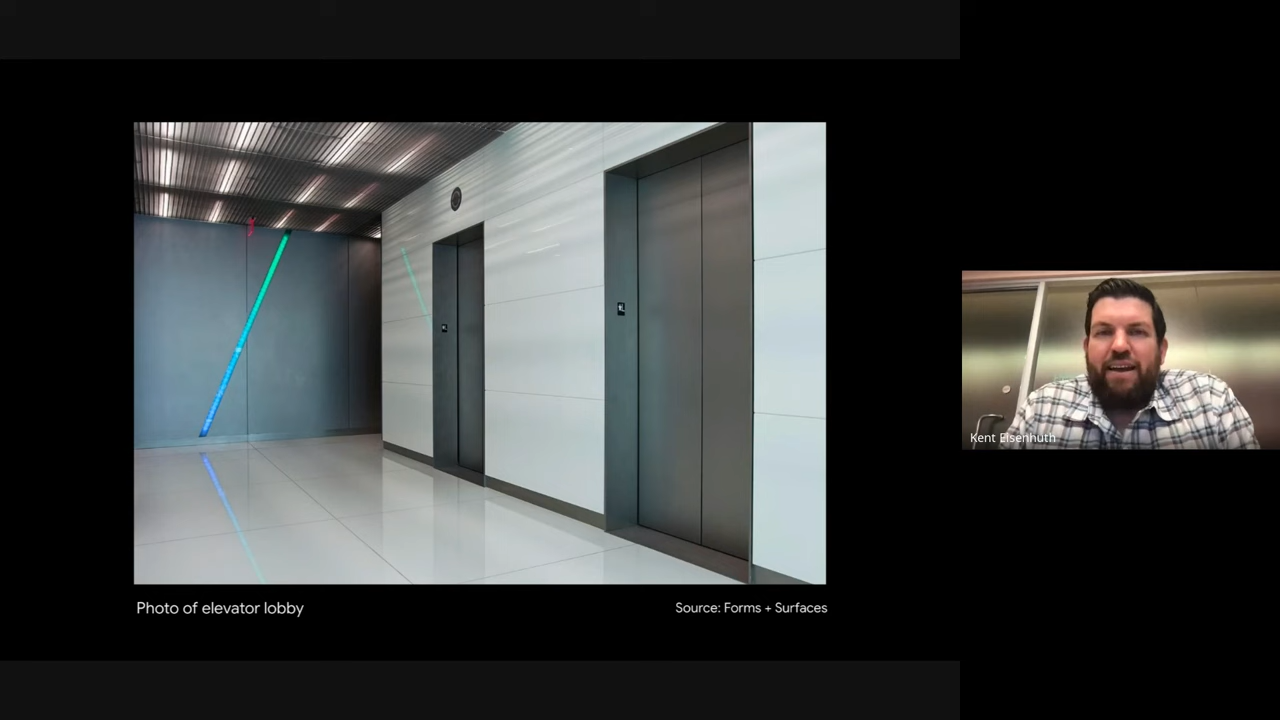 Photo of elevator lobby
Source: Forms + Surfaces
Kent Eisenhuth